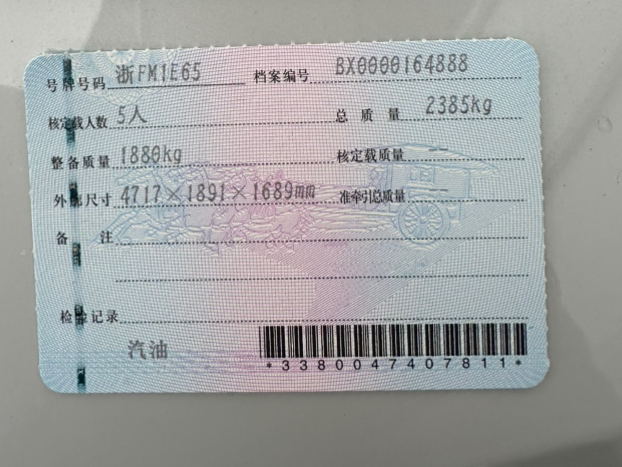 号牌号码 浙FM1E65 档案编号 BX0000164888
核定载人数 5人 总质量 2385kg
整备质量 1880kg 核定载质量
外廓尺寸 4717×1891×1689mm 准牵引总质量
备注
检验记录
汽油
*3380047407811*